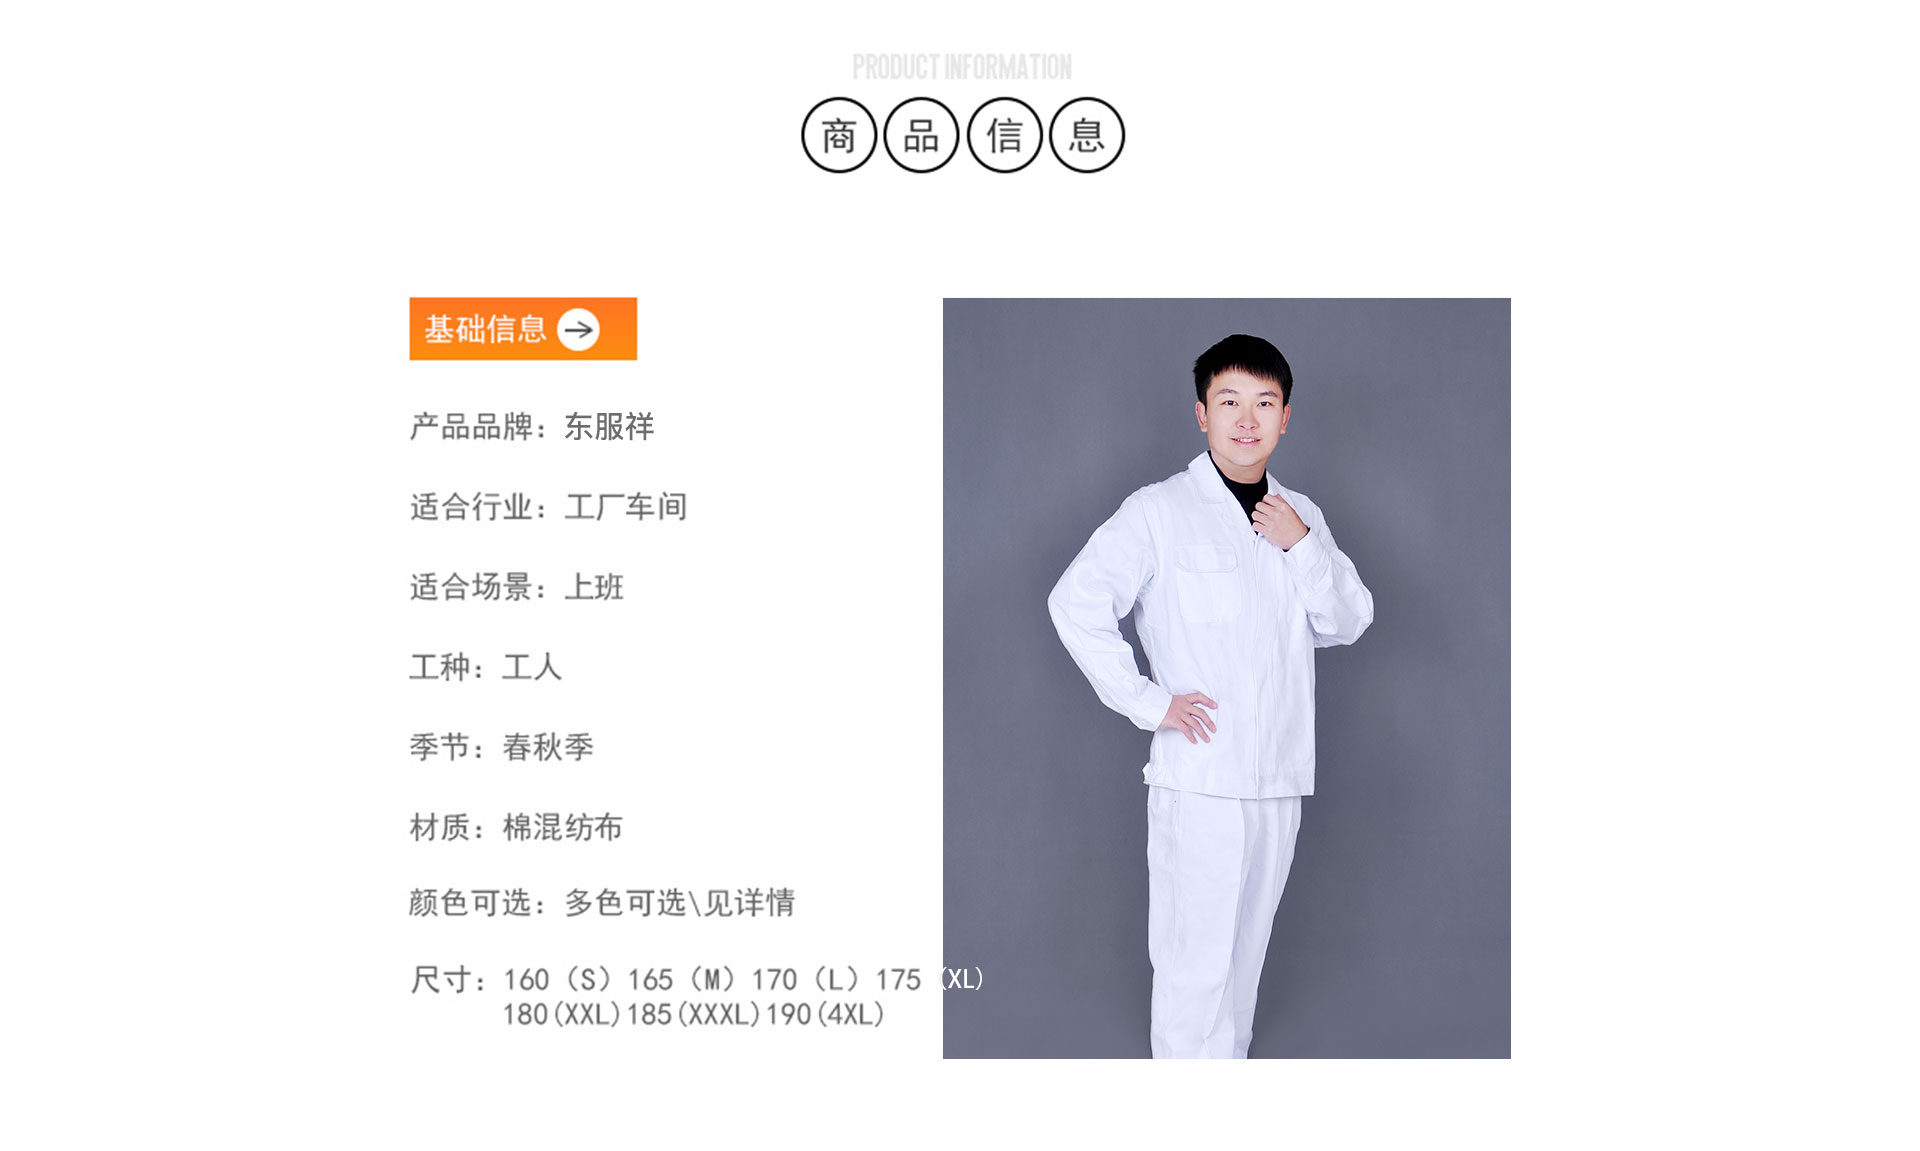 PRODUCT INFORMATION
商品信息
基础信息
产品品牌：东服祥
适合行业：工厂车间
适合场景：上班
工种：工人
季节：春秋季
材质：棉混纺布
颜色可选：多色可选\见详情
尺寸：160（S）165（M）170（L）175（XL）
180(XXL)185(XXXL)190(4XL)